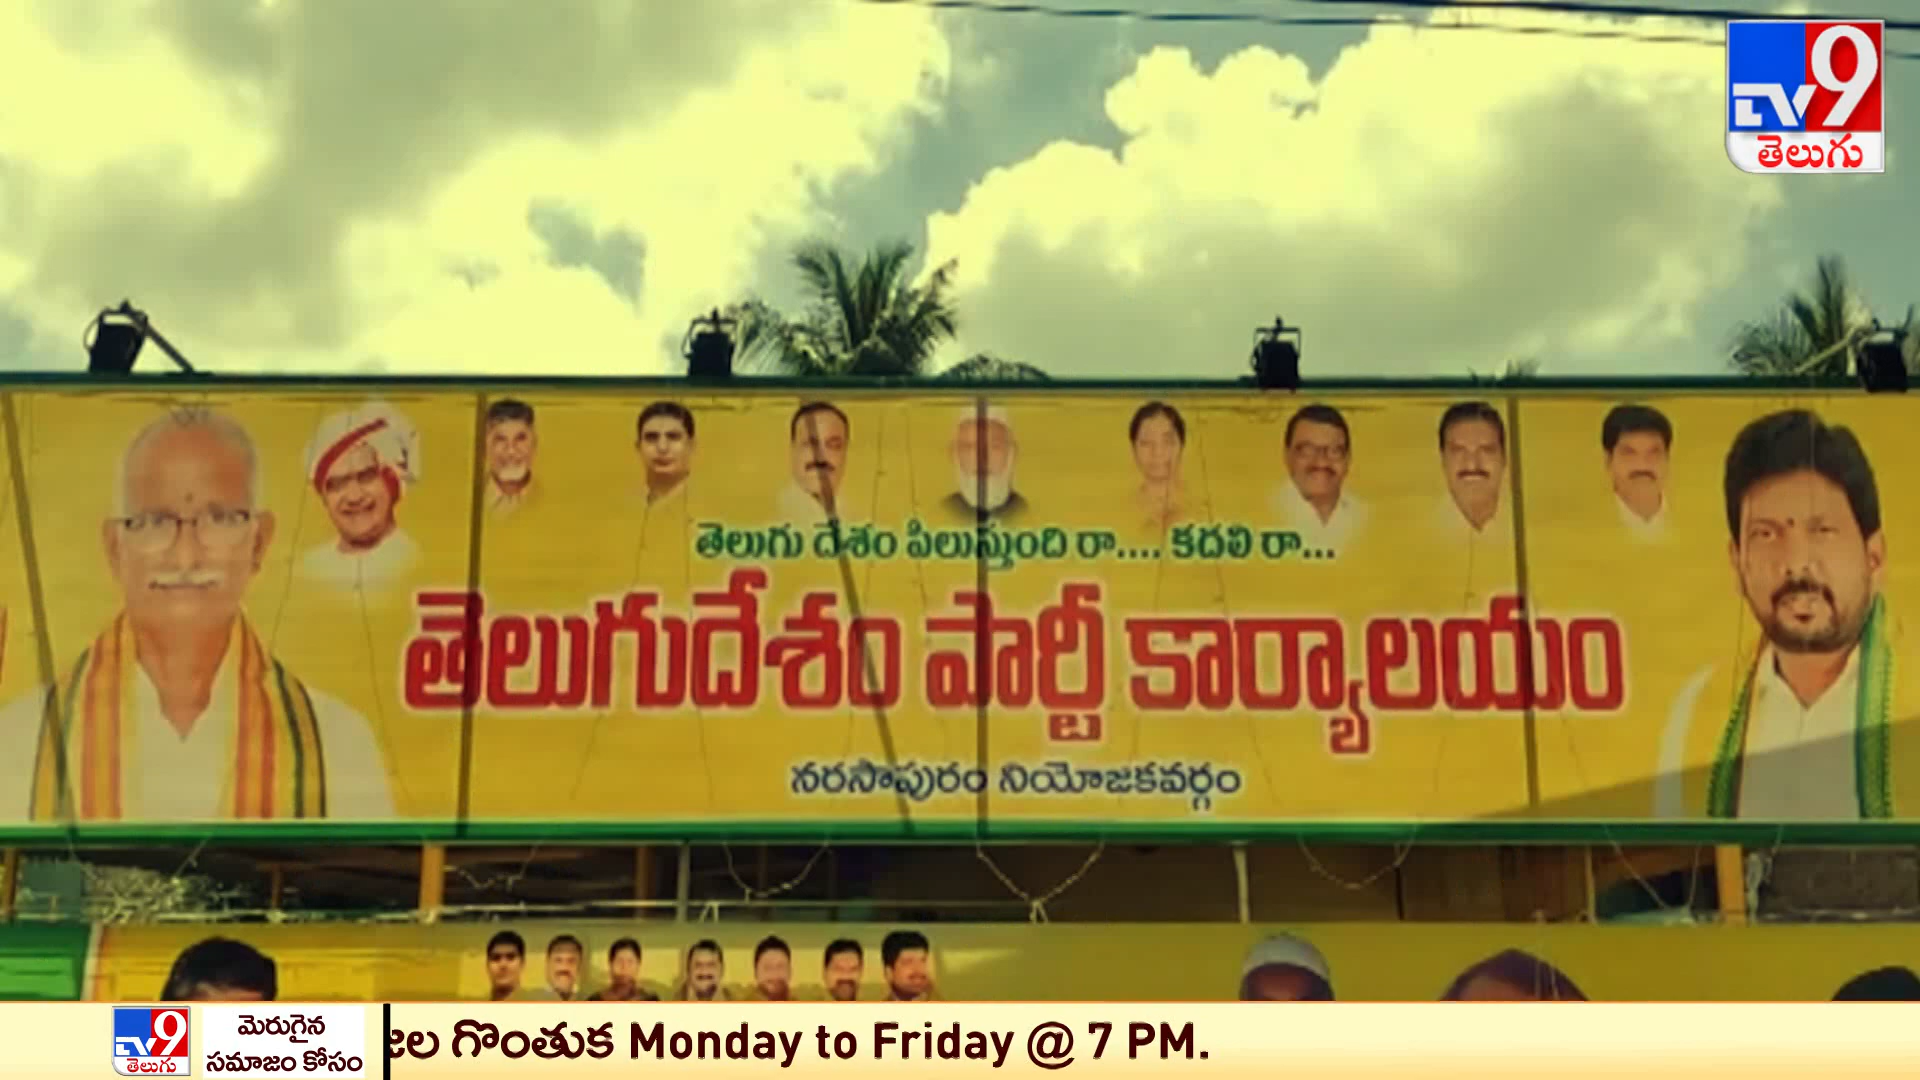 TV9
తెలుగు
తెలుగు దేశం పిలుస్తుంది రా.... కదలి రా...
తెలుగుదేశం పార్టీ కార్యాలయం
నరసాపురం నియోజకవర్గం
TV9
తెలుగు
మెరుగైన
సమాజం కోసం
గొంతుక Monday to Friday @ 7 PM.